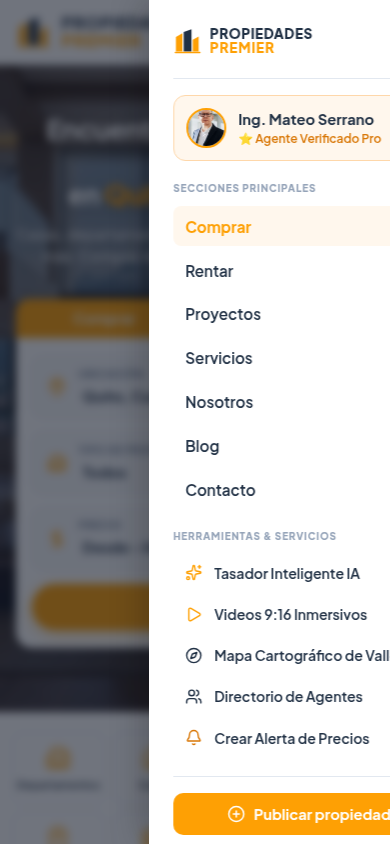 PROPIEDADES
PREMIER
Ing. Mateo Serrano
⭐ Agente Verificado Pro
SECCIONES PRINCIPALES
Comprar
Rentar
Proyectos
Servicios
Nosotros
Blog
Contacto
HERRAMIENTAS & SERVICIOS
Tasador Inteligente IA
Videos 9:16 Inmersivos
Mapa Cartográfico de Vall
Directorio de Agentes
Crear Alerta de Precios
Publicar propiedad